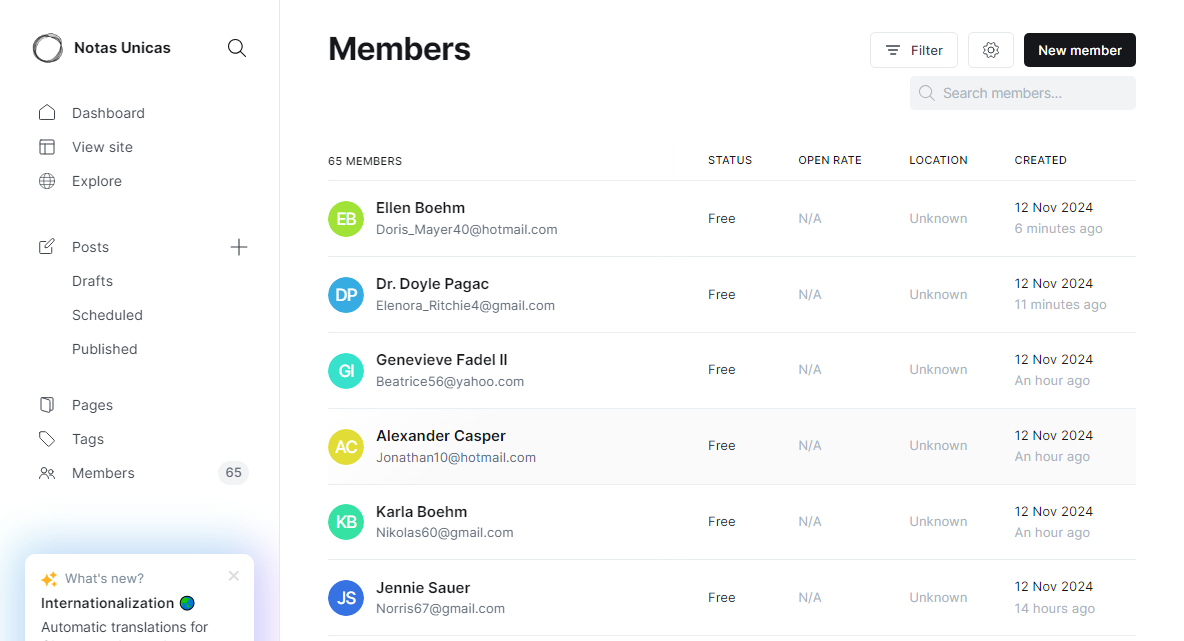 Notas Unicas
Dashboard
View site
Explore
Posts
Drafts
Scheduled
Published
Pages
Tags
Members 65
What's new?
Internationalization
Automatic translations for
Members
Filter
New member
Search members...
65 MEMBERS STATUS OPEN RATE LOCATION CREATED
EB Ellen Boehm Doris_Mayer40@hotmail.com Free N/A Unknown 12 Nov 2024 6 minutes ago
DP Dr. Doyle Pagac Elenora_Ritchie4@gmail.com Free N/A Unknown 12 Nov 2024 11 minutes ago
GI Genevieve Fadel II Beatrice56@yahoo.com Free N/A Unknown 12 Nov 2024 An hour ago
AC Alexander Casper Jonathan10@hotmail.com Free N/A Unknown 12 Nov 2024 An hour ago
KB Karla Boehm Nikolas60@gmail.com Free N/A Unknown 12 Nov 2024 An hour ago
JS Jennie Sauer Norris67@gmail.com Free N/A Unknown 12 Nov 2024 14 hours ago